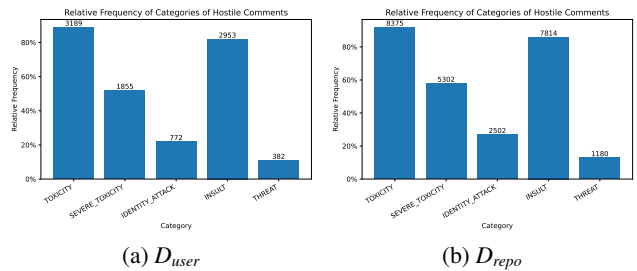 Relative Frequency of Categories of Hostile Comments
3189
80%
2953
60%
1855
40%
772
20%
382
0%
Relative Frequency
TOXICITY
SEVERE_TOXICITY
IDENTITY_ATTACK
INSULT
THREAT
Category
(a) D_user
Relative Frequency of Categories of Hostile Comments
8375
7814
80%
60%
5302
40%
2502
20%
1180
0%
Relative Frequency
TOXICITY
SEVERE_TOXICITY
IDENTITY_ATTACK
INSULT
THREAT
Category
(b) D_repo